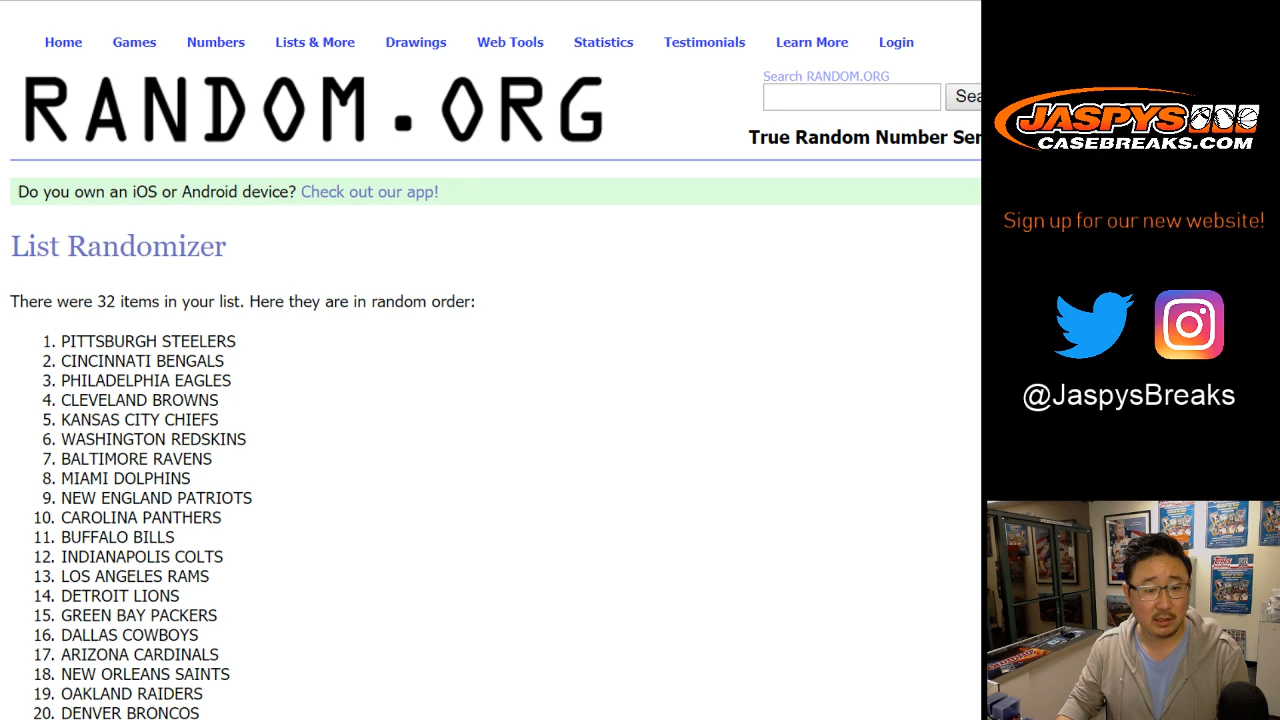 Home Games Numbers Lists & More Drawings Web Tools Statistics Testimonials Learn More Login
RANDOM.ORG
Search RANDOM.ORG
Sea
True Random Number Ser
Do you own an iOS or Android device? Check out our app!
List Randomizer
There were 32 items in your list. Here they are in random order:
1. PITTSBURGH STEELERS
2. CINCINNATI BENGALS
3. PHILADELPHIA EAGLES
4. CLEVELAND BROWNS
5. KANSAS CITY CHIEFS
6. WASHINGTON REDSKINS
7. BALTIMORE RAVENS
8. MIAMI DOLPHINS
9. NEW ENGLAND PATRIOTS
10. CAROLINA PANTHERS
11. BUFFALO BILLS
12. INDIANAPOLIS COLTS
13. LOS ANGELES RAMS
14. DETROIT LIONS
15. GREEN BAY PACKERS
16. DALLAS COWBOYS
17. ARIZONA CARDINALS
18. NEW ORLEANS SAINTS
19. OAKLAND RAIDERS
20. DENVER BRONCOS
JASPYS
CASEBREAKS.COM
Sign up for our new website!
@JaspysBreaks
Topps